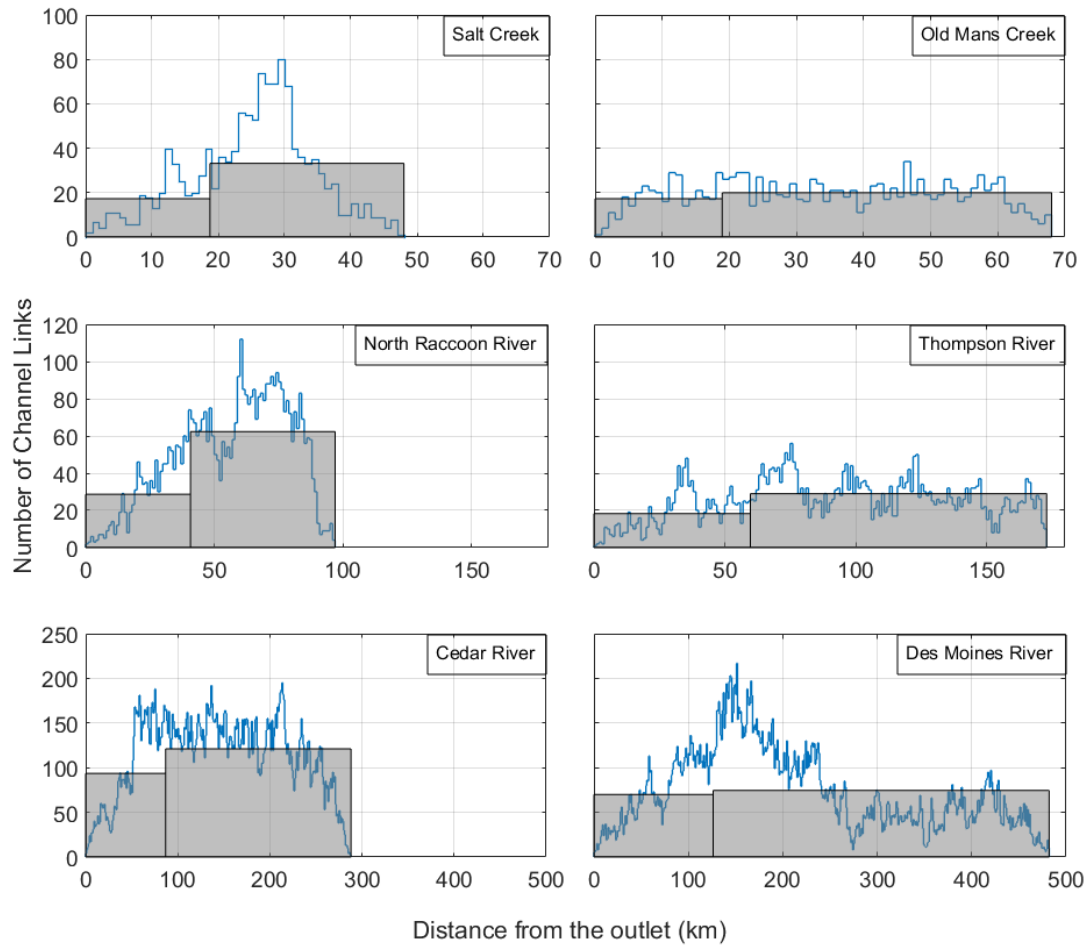 Salt Creek
100
80
60
40
20
0
0 10 20 30 40 50 60 70
Old Mans Creek
0 10 20 30 40 50 60 70
North Raccoon River
120
100
80
60
40
20
0
0 50 100 150
Thompson River
0 50 100 150
Cedar River
250
200
150
100
50
0
0 100 200 300 400 500
Des Moines River
0 100 200 300 400 500
Number of Channel Links
Distance from the outlet (km)